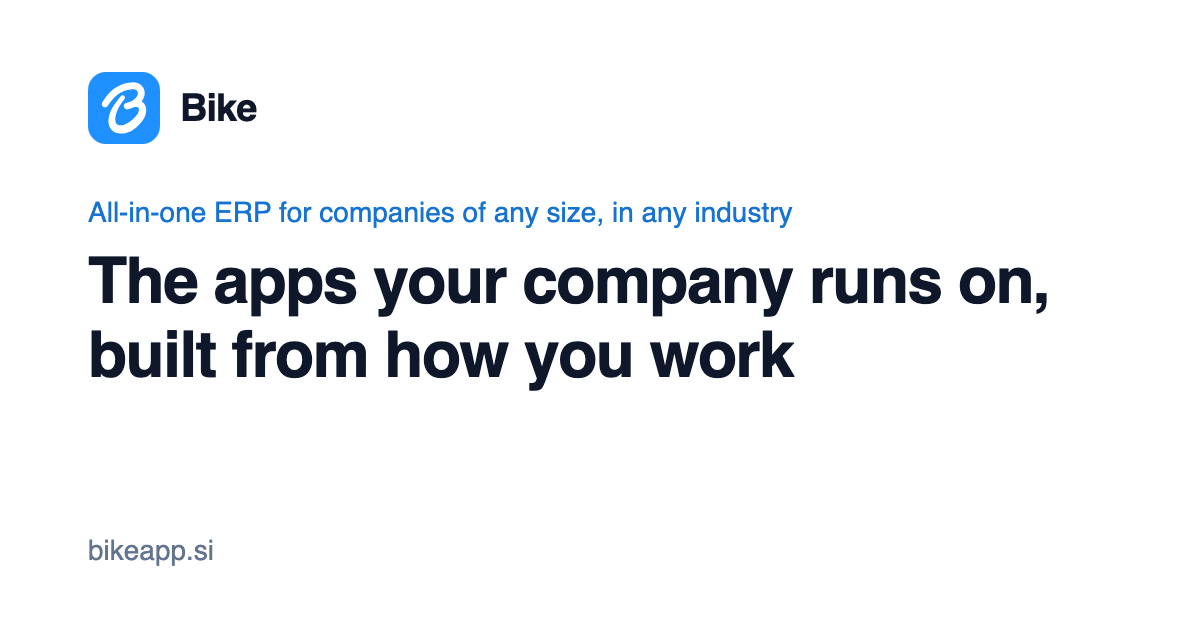 B
Bike
All-in-one ERP for companies of any size, in any industry
The apps your company runs on,
built from how you work
bikeapp.si